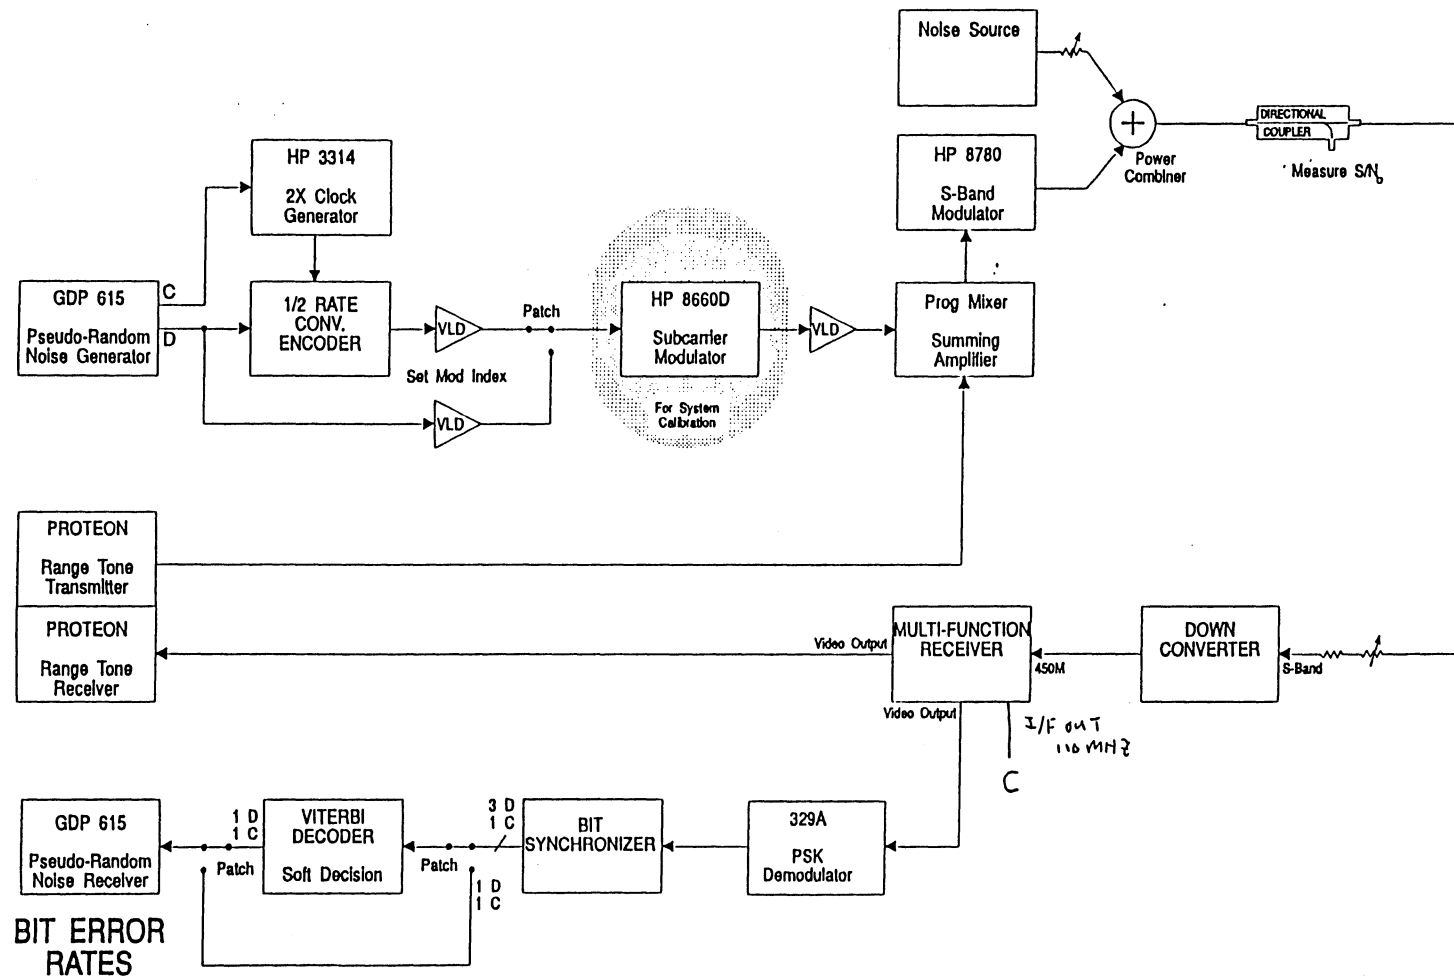 Noise Source
HP 3314
2X Clock
Generator
HP 8780
S-Band
Modulator
Power
Combiner
DIRECTIONAL
COUPLER
Measure S/No
GDP 615
Pseudo-Random
Noise Generator
C
D
1/2 RATE
CONV.
ENCODER
VLD
Set Mod Index
VLD
Patch
HP 8660D
Subcarrier
Modulator
For System
Calibration
VLD
Prog Mixer
Summing
Amplifier
PROTEON
Range Tone
Transmitter
PROTEON
Range Tone
Receiver
Video Output
MULTI-FUNCTION
RECEIVER
450M
DOWN
CONVERTER
S-Band
Video Output
I/F OUT
110 MHZ
C
GDP 615
Pseudo-Random
Noise Receiver
1 D
1 C
Patch
VITERBI
DECODER
Soft Decision
Patch
3 D
1 C
1 D
1 C
BIT
SYNCHRONIZER
329A
PSK
Demodulator
BIT ERROR
RATES